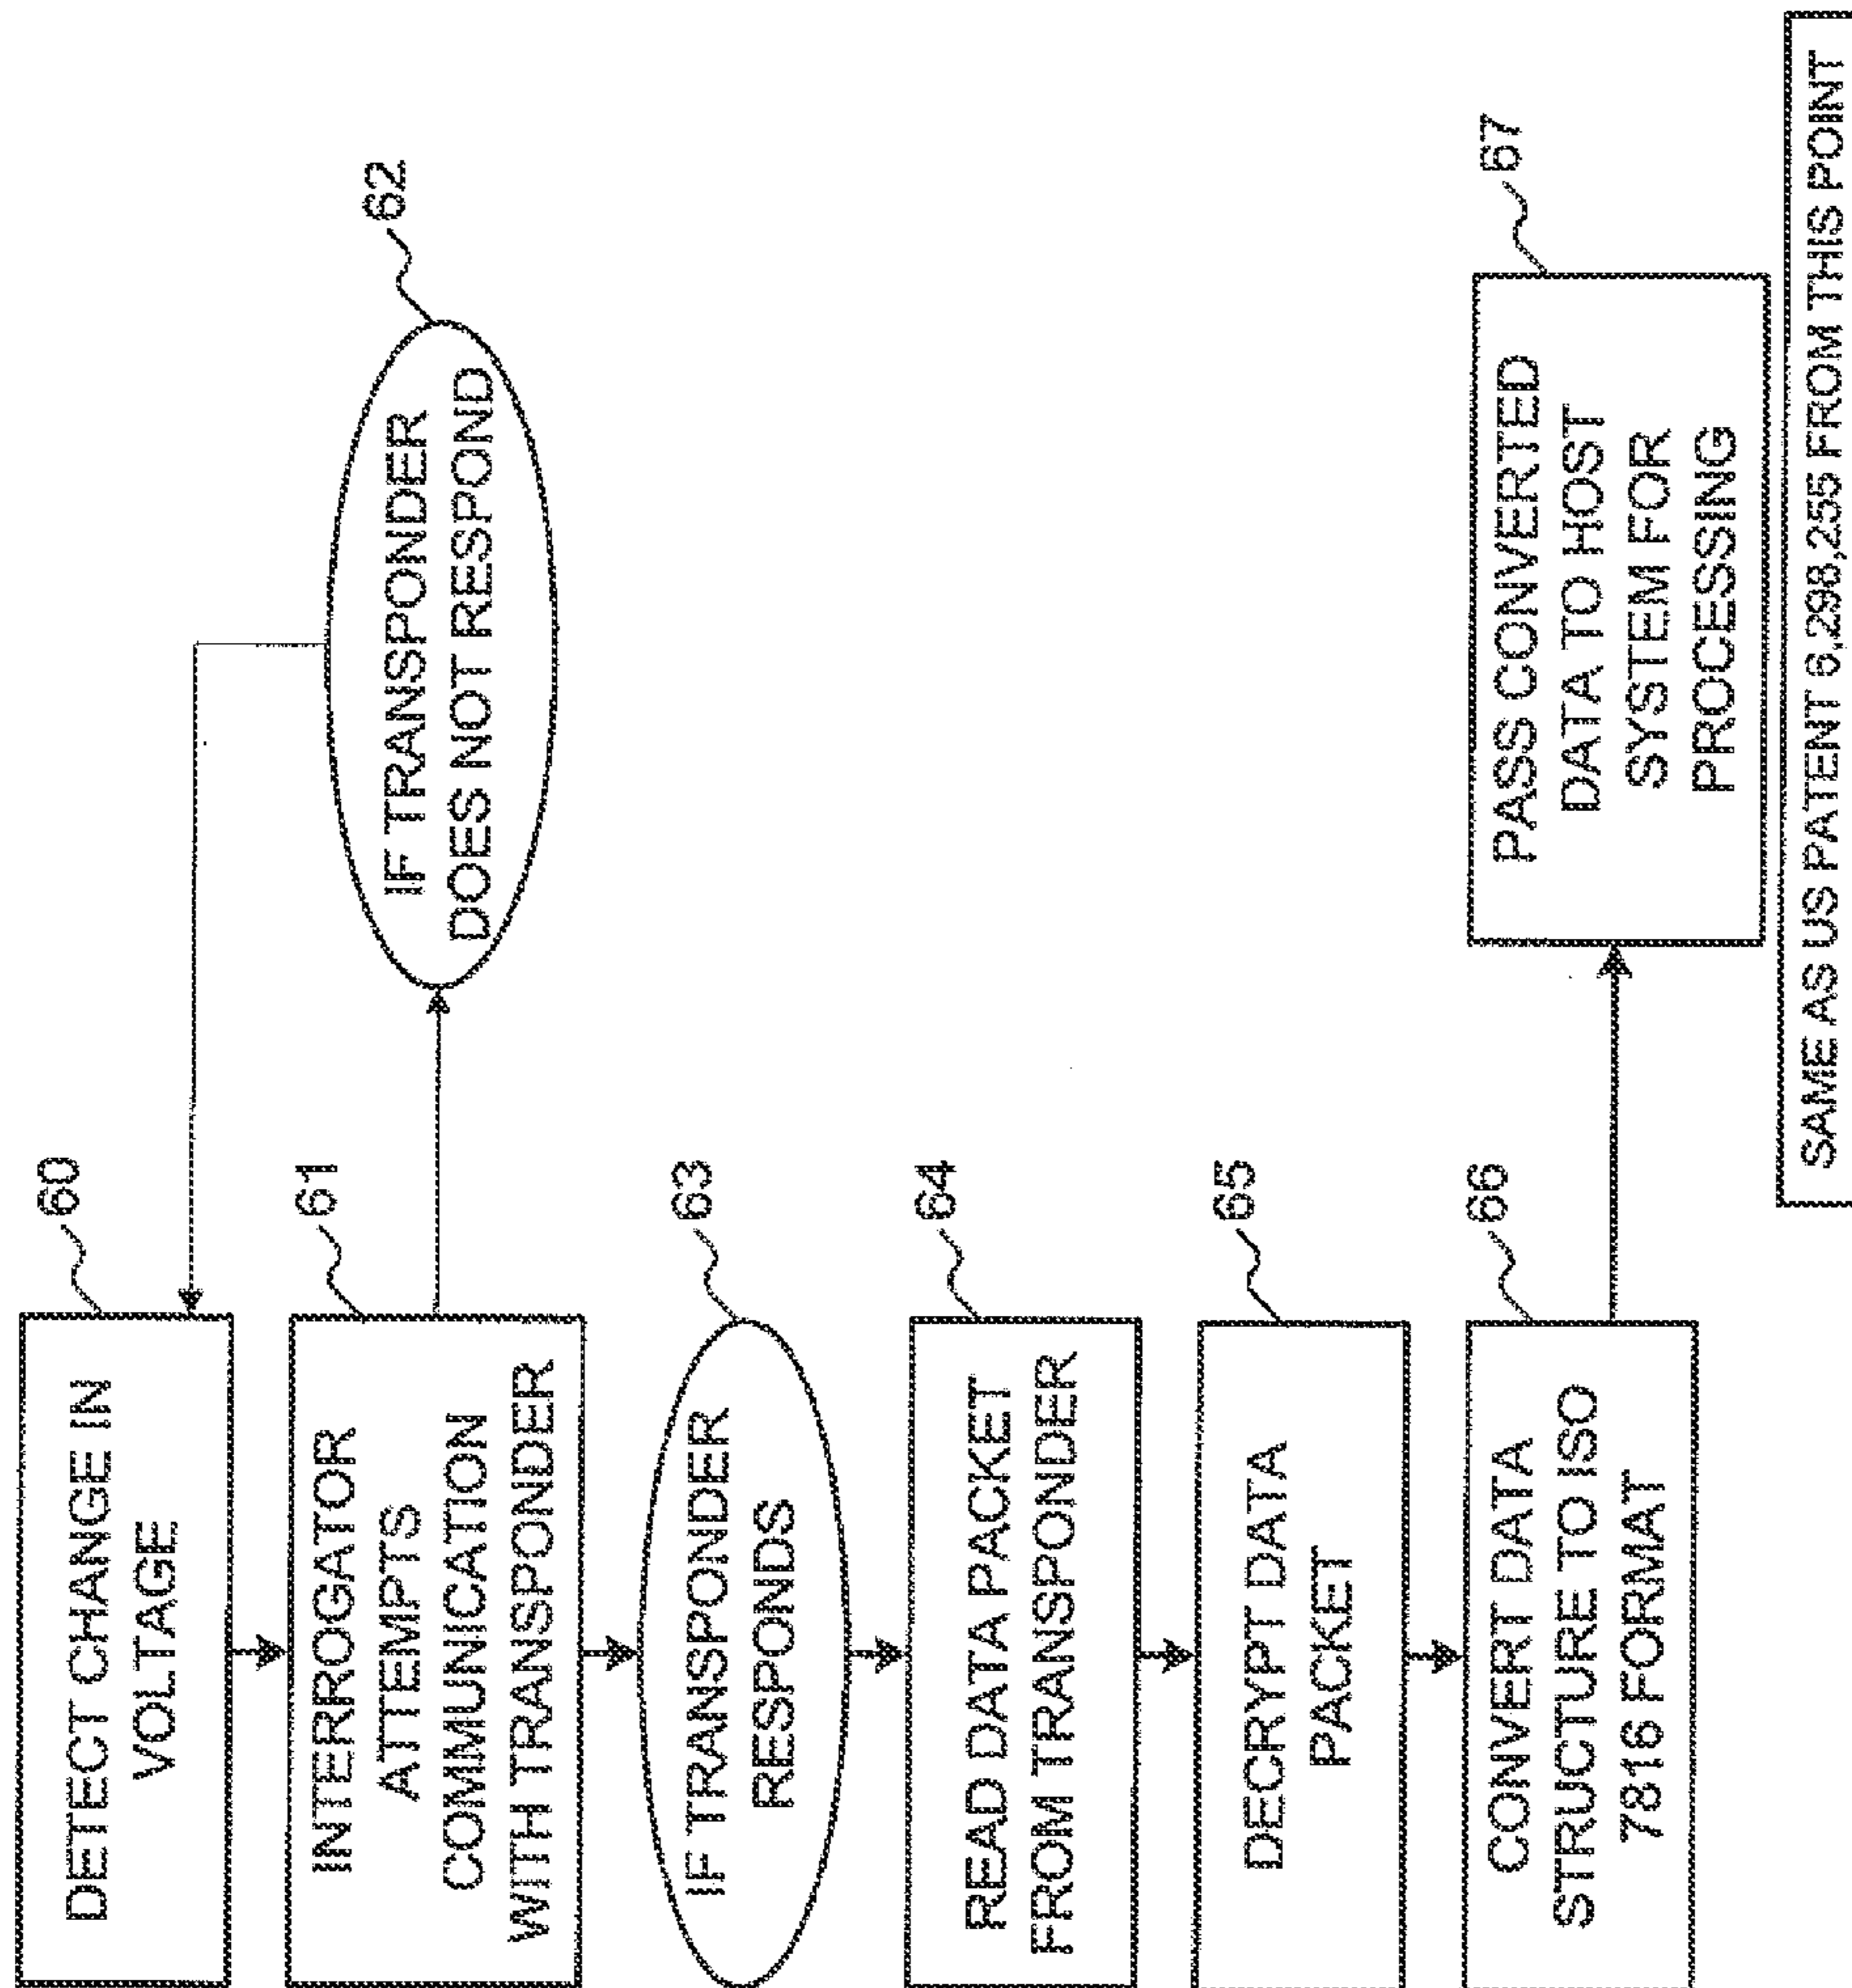 60
DETECT CHANGE IN
VOLTAGE
61
INTERROGATOR
ATTEMPTS
COMMUNICATION
WITH TRANSPONDER
62
IF TRANSPONDER
DOES NOT RESPOND
63
IF TRANSPONDER
RESPONDS
64
READ DATA PACKET
FROM TRANSPONDER
65
DECRYPT DATA
PACKET
66
CONVERT DATA
STRUCTURE TO ISO
7816 FORMAT
67
PASS CONVERTED
DATA TO HOST
SYSTEM FOR
PROCESSING
SAME AS US PATENT 6,298,255 FROM THIS POINT